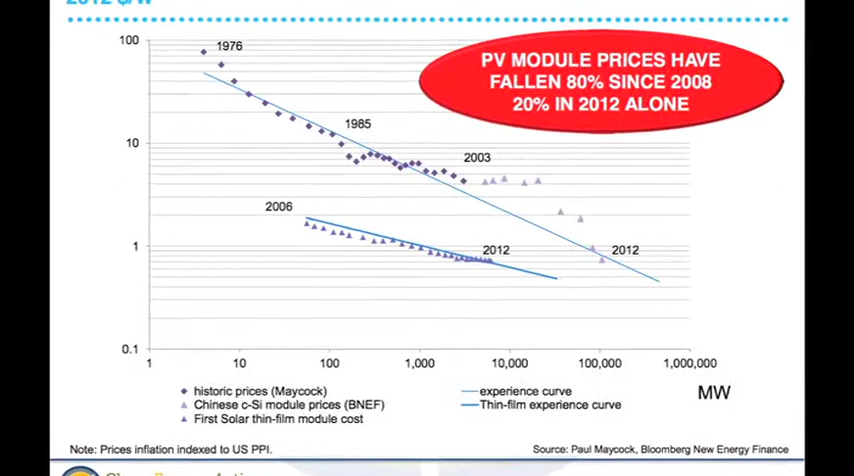 2012 $/W
PV MODULE PRICES HAVE
FALLEN 80% SINCE 2008
20% IN 2012 ALONE
100
10
1
0.1
1976
1985
2003
2006
2012
2012
1
10
100
1,000
10,000
100,000
1,000,000
MW
historic prices (Maycock)
experience curve
Chinese c-Si module prices (BNEF)
Thin-film experience curve
First Solar thin-film module cost
Note: Prices inflation indexed to US PPI.
Source: Paul Maycock, Bloomberg New Energy Finance